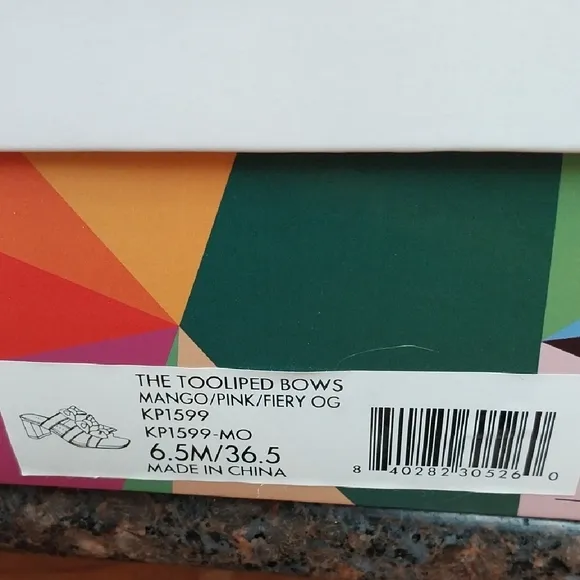 THE TOOLIPED BOWS
MANGO/PINK/FIERY OG
KP1599
KP1599-MO
6.5M/36.5
MADE IN CHINA
8 40282 30526 0